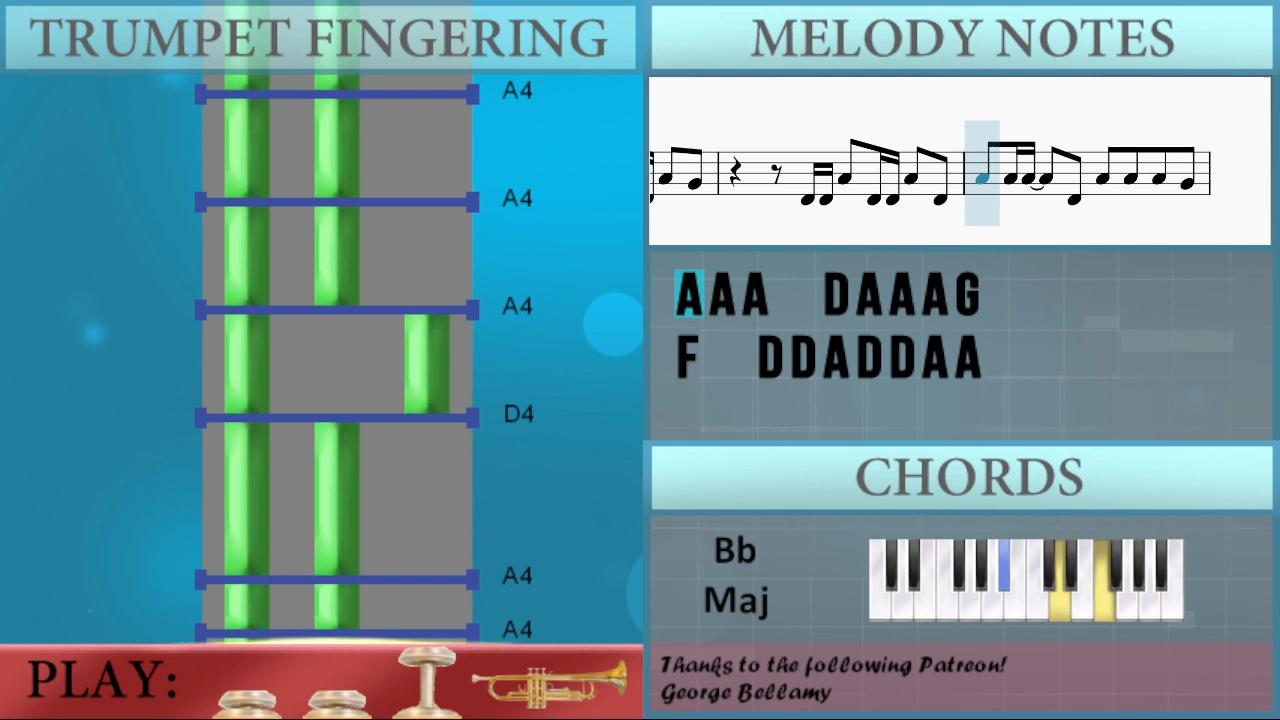 TRUMPET FINGERING
A4
A4
A4
D4
A4
A4
PLAY:
MELODY NOTES
AAA DAAAG
F DDADDAA
CHORDS
Bb
Maj
Thanks to the following Patreon!
George Bellamy